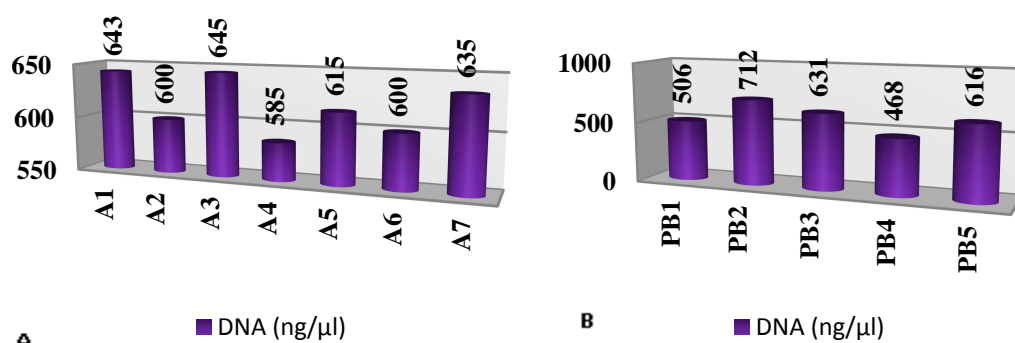 650
600
550
643
600
645
585
615
600
635
A1
A2
A3
A4
A5
A6
A7
DNA (ng/µl)
A
1000
500
0
506
712
631
468
616
PB1
PB2
PB3
PB4
PB5
DNA (ng/µl)
B